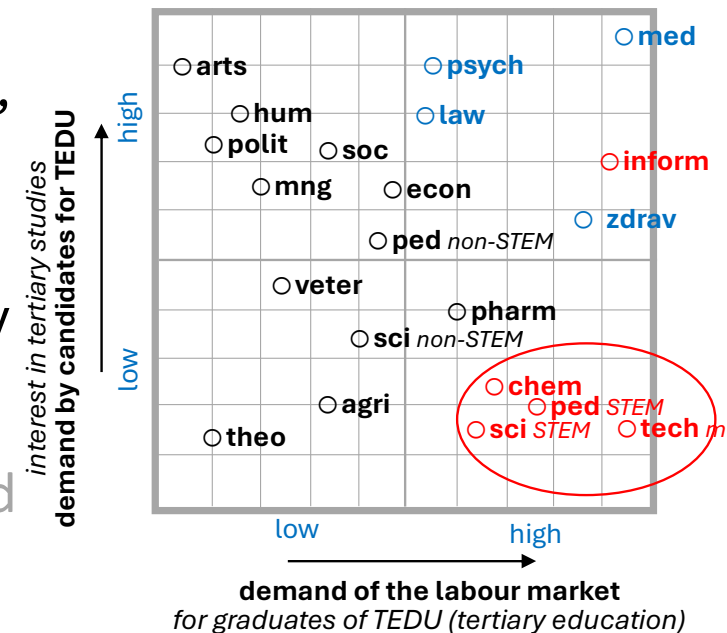 med
arts
psych
,
high
hum
law
polit
soc
inform
mng
econ
zdrav
ped non-STEM
interest in tertiary studies
demand by candidates for TEDU
veter
pharm
y
sci non-STEM
low
chem
agri
ped STEM
sci STEM
tech m
theo
d
low
high
demand of the labour market
for graduates of TEDU (tertiary education)